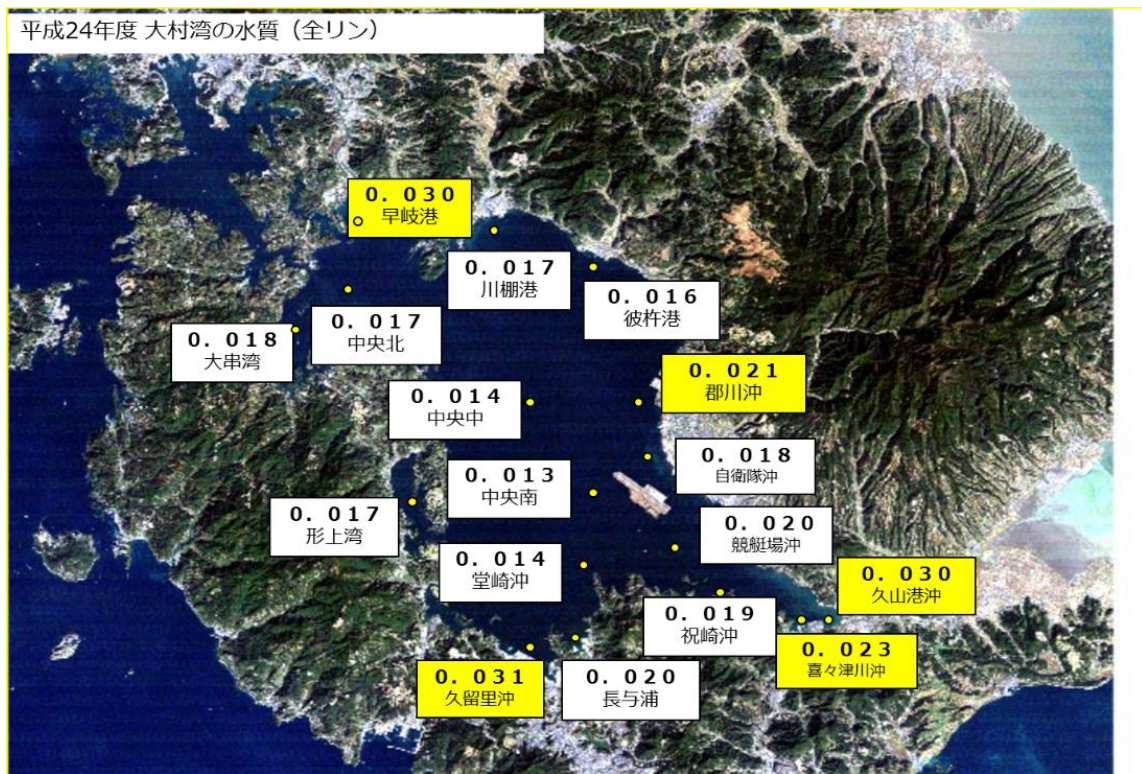 平成24年度 大村湾の水質（全リン）
０．０３０
早岐港
０．０１７
川棚港
０．０１６
彼杵港
０．０１７
中央北
０．０１８
大串湾
０．０２１
郡川沖
０．０１４
中央中
０．０１８
自衛隊沖
０．０１３
中央南
０．０１７
形上湾
０．０２０
競艇場沖
０．０１４
堂崎沖
０．０３０
久山港沖
０．０１９
祝崎沖
０．０２３
喜々津川沖
０．０３１
久留里沖
０．０２０
長与浦